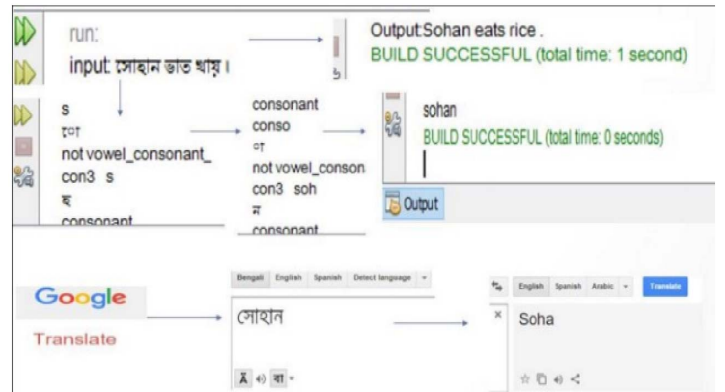 run:
input: সোহান ভাত খায়।
Output:Sohan eats rice .
BUILD SUCCESSFUL (total time: 1 second)
s
ো
not vowel_consonant_
con3 s
হ
consonant
consonant
conso
া
not vowel_conson
con3 soh
ন
consonant
sohan
BUILD SUCCESSFUL (total time: 0 seconds)
Output
Google
Translate
Bengali English Spanish Detect language
সোহান
Ä বা
English Spanish Arabic Translate
Soha